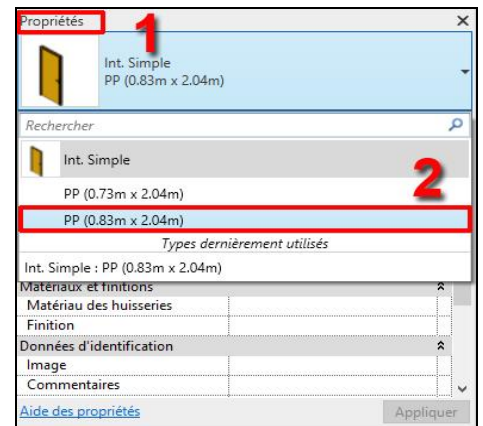 Propriétés
1
Int. Simple
PP (0.83m x 2.04m)
Rechercher
Int. Simple
2
PP (0.73m x 2.04m)
PP (0.83m x 2.04m)
Types dernièrement utilisés
Int. Simple : PP (0.83m x 2.04m)
Matériaux et finitions
Matériau des huisseries
Finition
Données d'identification
Image
Commentaires
Aide des propriétés
Appliquer